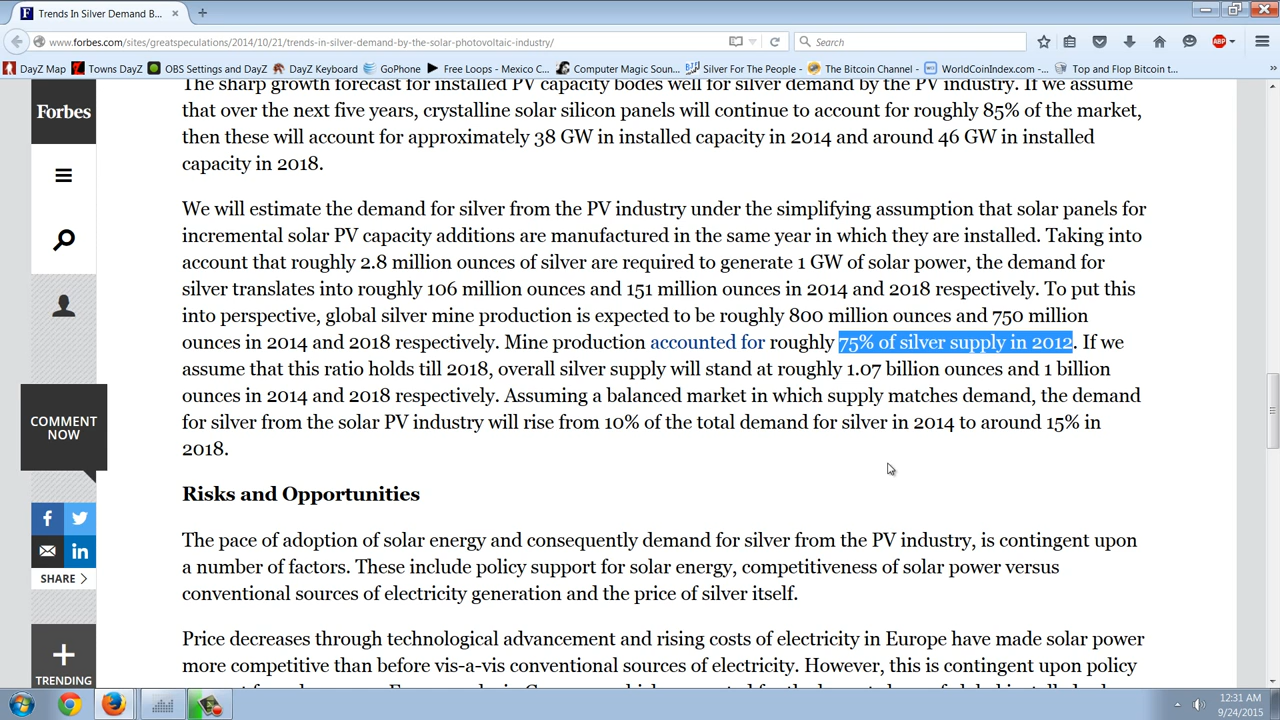 Trends In Silver Demand B...
www.forbes.com/sites/greatspeculations/2014/10/21/trends-in-silver-demand-by-the-solar-photovoltaic-industry/
Search
ABP
DayZ Map
Towns DayZ
OBS Settings and DayZ
DayZ Keyboard
GoPhone
Free Loops - Music C...
Computer Magic Soun...
Silver For The People -
The Bitcoin Channel -
WorldCoinIndex.com -...
Top and Flop Bitcoin t...
The sharp growth forecast for installed PV capacity bodes well for silver demand by the PV industry. If we assume
that over the next five years, crystalline solar silicon panels will continue to account for roughly 85% of the market,
then these will account for approximately 38 GW in installed capacity in 2014 and around 46 GW in installed
capacity in 2018.
We will estimate the demand for silver from the PV industry under the simplifying assumption that solar panels for
incremental solar PV capacity additions are manufactured in the same year in which they are installed. Taking into
account that roughly 2.8 million ounces of silver are required to generate 1 GW of solar power, the demand for
silver translates into roughly 106 million ounces and 151 million ounces in 2014 and 2018 respectively. To put this
into perspective, global silver mine production is expected to be roughly 800 million ounces and 750 million
ounces in 2014 and 2018 respectively. Mine production accounted for roughly 75% of silver supply in 2012. If we
assume that this ratio holds till 2018, overall silver supply will stand at roughly 1.07 billion ounces and 1 billion
ounces in 2014 and 2018 respectively. Assuming a balanced market in which supply matches demand, the demand
for silver from the solar PV industry will rise from 10% of the total demand for silver in 2014 to around 15% in
2018.
Risks and Opportunities
The pace of adoption of solar energy and consequently demand for silver from the PV industry, is contingent upon
a number of factors. These include policy support for solar energy, competitiveness of solar power versus
conventional sources of electricity generation and the price of silver itself.
Price decreases through technological advancement and rising costs of electricity in Europe have made solar power
more competitive than before vis-a-vis conventional sources of electricity. However, this is contingent upon policy
Forbes
COMMENT
NOW
SHARE
TRENDING
12:31 AM
9/24/2015